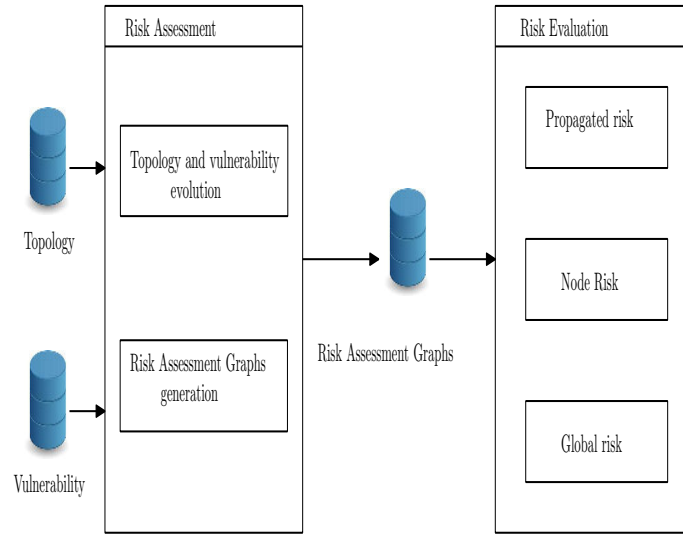 Risk Assessment
Risk Evaluation
Topology
Vulnerability
Topology and vulnerability
evolution
Risk Assessment Graphs
generation
Risk Assessment Graphs
Propagated risk
Node Risk
Global risk